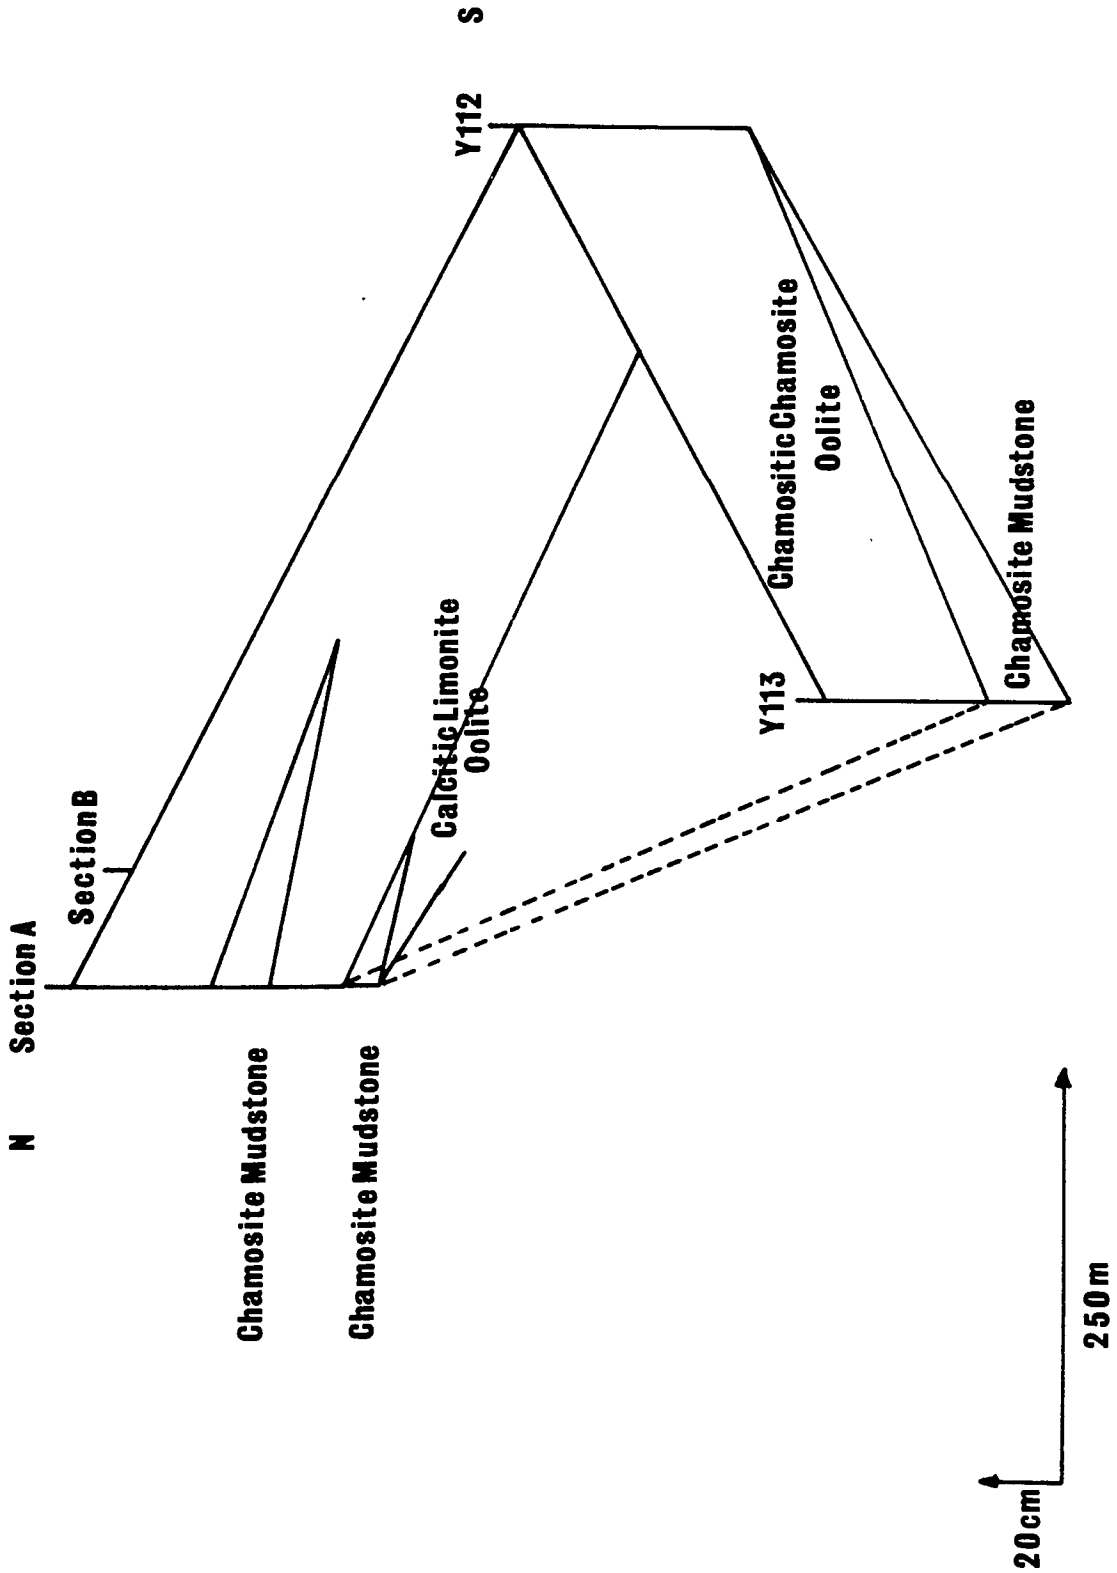 N
Section A
Section B
Y112
S
Chamosite Mudstone
Chamosite Mudstone
Calcitic Limonite
Oolite
Y113
Chamositic Chamosite
Oolite
Chamosite Mudstone
20cm
250m